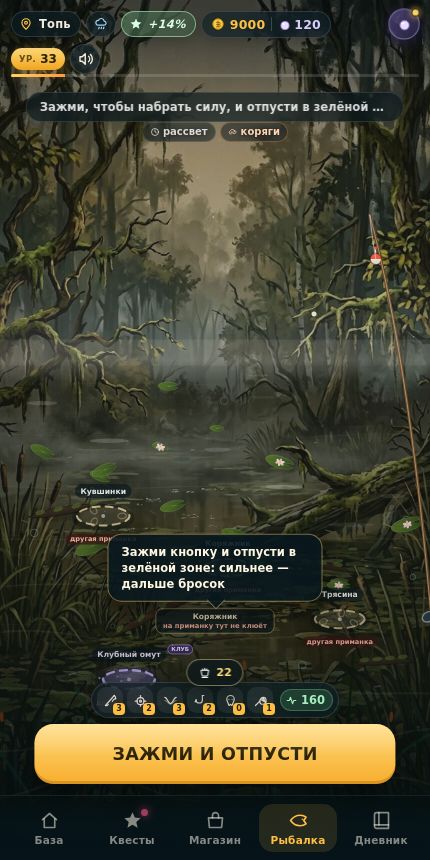 Топь
+14%
9000
120
УР. 33
Зажми, чтобы набрать силу, и отпусти в зелёной ...
рассвет
коряги
Кувшинки
другая
Зажми кнопку и отпусти в
зелёной зоне: сильнее —
дальше бросок
Трясина
Коряжник
на приманку тут не клюёт
другая приманка
Клубный омут
КЛУБ
22
3
2
3
2
0
1
160
ЗАЖМИ И ОТПУСТИ
База
Квесты
Магазин
Рыбалка
Дневник